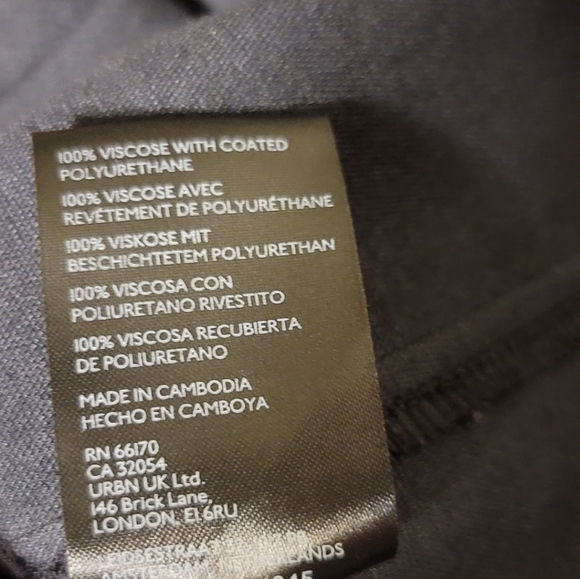 100% VISCOSE WITH COATED
POLYURETHANE
100% VISCOSE AVEC
REVÊTEMENT DE POLYURÉTHANE
100% VISKOSE MIT
BESCHICHTETEM POLYURETHAN
100% VISCOSA CON
POLIURETANO RIVESTITO
100% VISCOSA RECUBIERTA
DE POLIURETANO
MADE IN CAMBODIA
HECHO EN CAMBOYA
RN 66170
CA 32054
URBN UK Ltd.
146 Brick Lane,
LONDON. E1 6RU